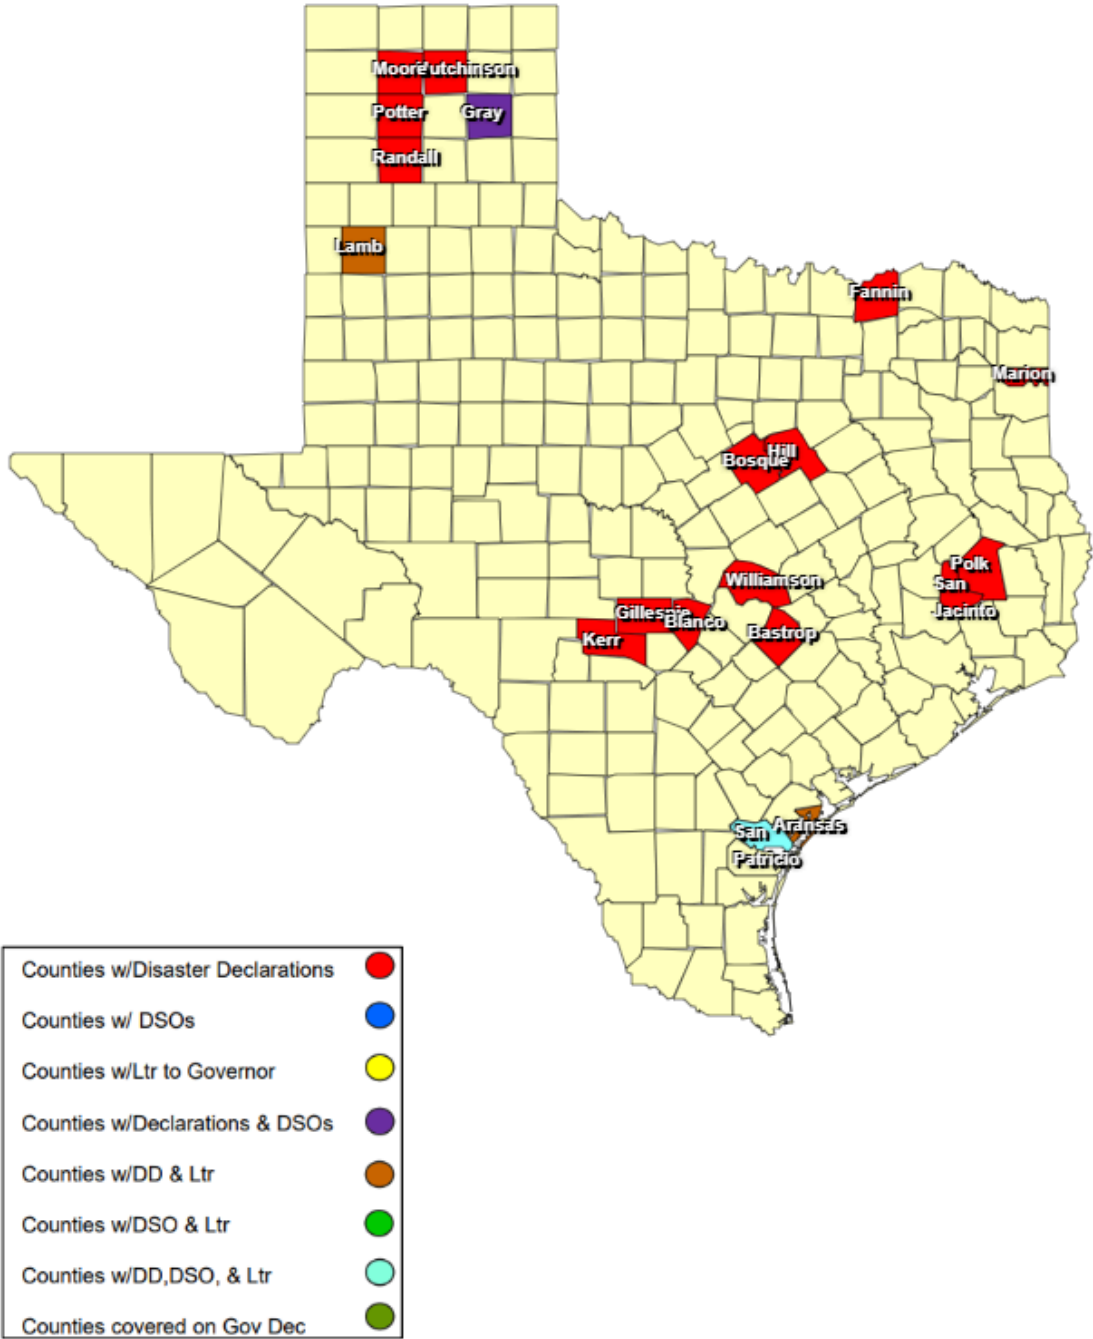 Moore
Hutchinson
Potter
Gray
Randall
Lamb
Fannin
Marion
Hill
Bosque
Polk
San
Jacinto
Williamson
Gillespie
Blanco
Bastrop
Kerr
Aransas
San
Patricio
Counties w/Disaster Declarations
Counties w/ DSOs
Counties w/Ltr to Governor
Counties w/Declarations & DSOs
Counties w/DD & Ltr
Counties w/DSO & Ltr
Counties w/DD,DSO, & Ltr
Counties covered on Gov Dec